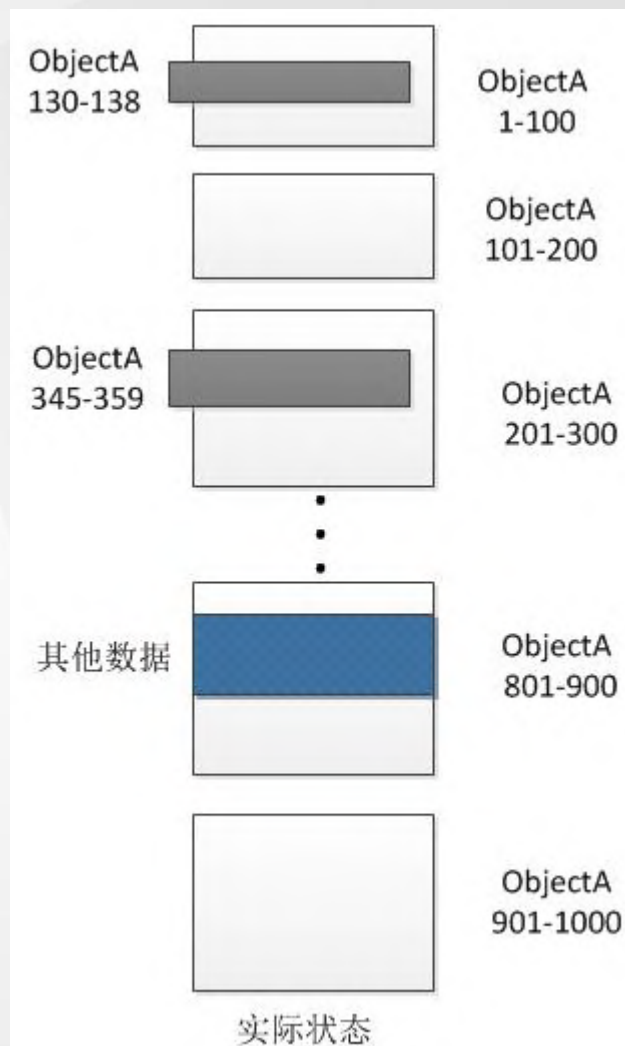 ObjectA
130-138
ObjectA
1-100
ObjectA
101-200
ObjectA
345-359
ObjectA
201-300
其他数据
ObjectA
801-900
ObjectA
901-1000
实际状态